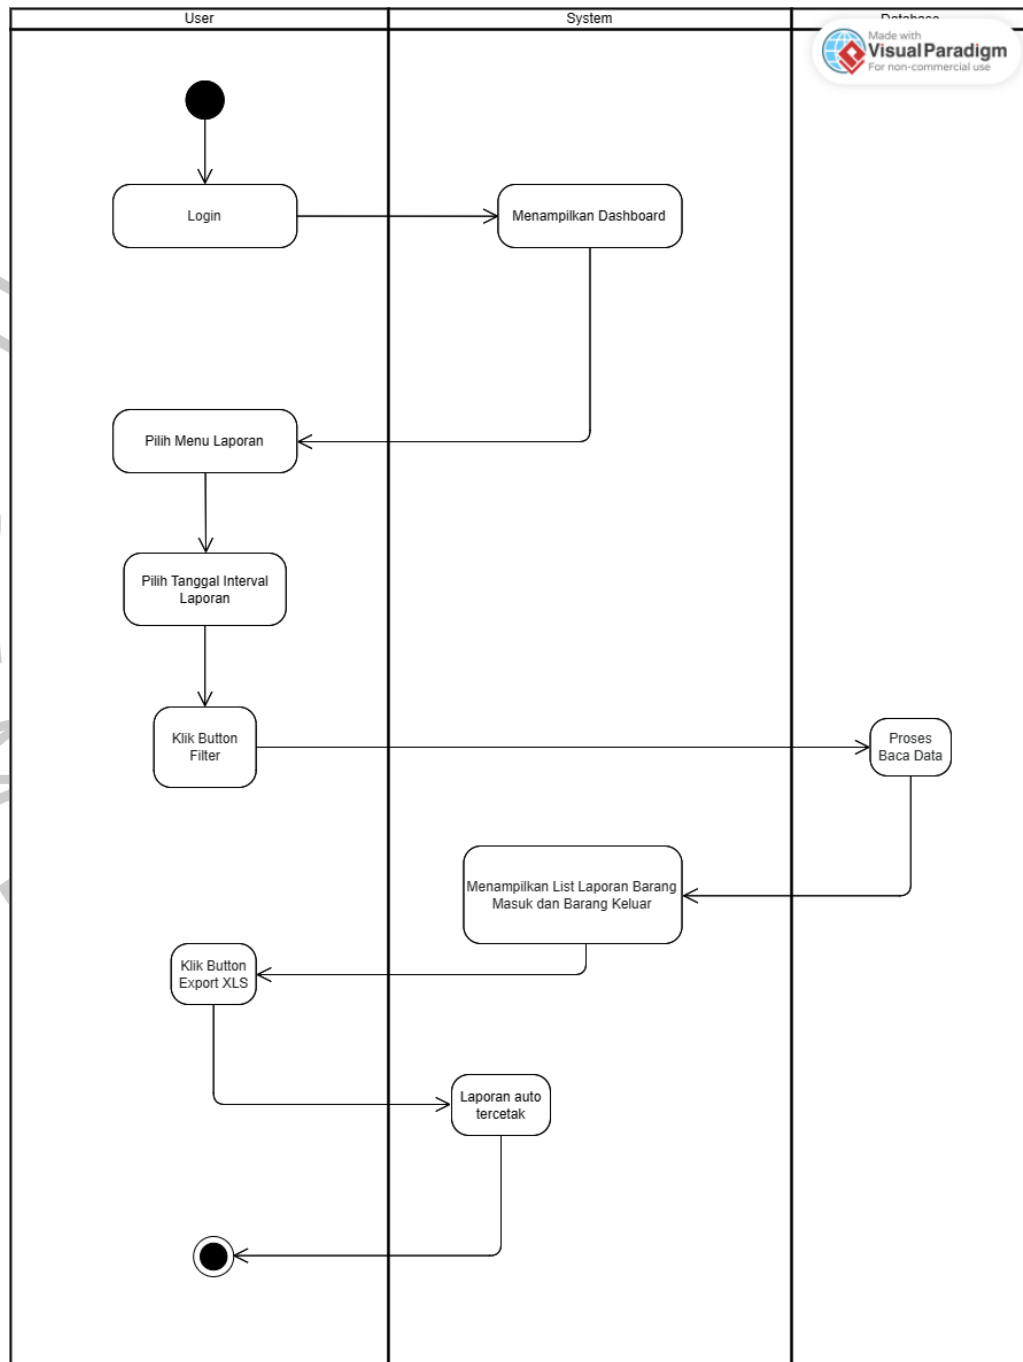 User
System
Database
Made with
Visual Paradigm
For non-commercial use
Login
Menampilkan Dashboard
Pilih Menu Laporan
Pilih Tanggal Interval
Laporan
Klik Button
Filter
Proses
Baca Data
Menampilkan List Laporan Barang
Masuk dan Barang Keluar
Klik Button
Export XLS
Laporan auto
tercetak